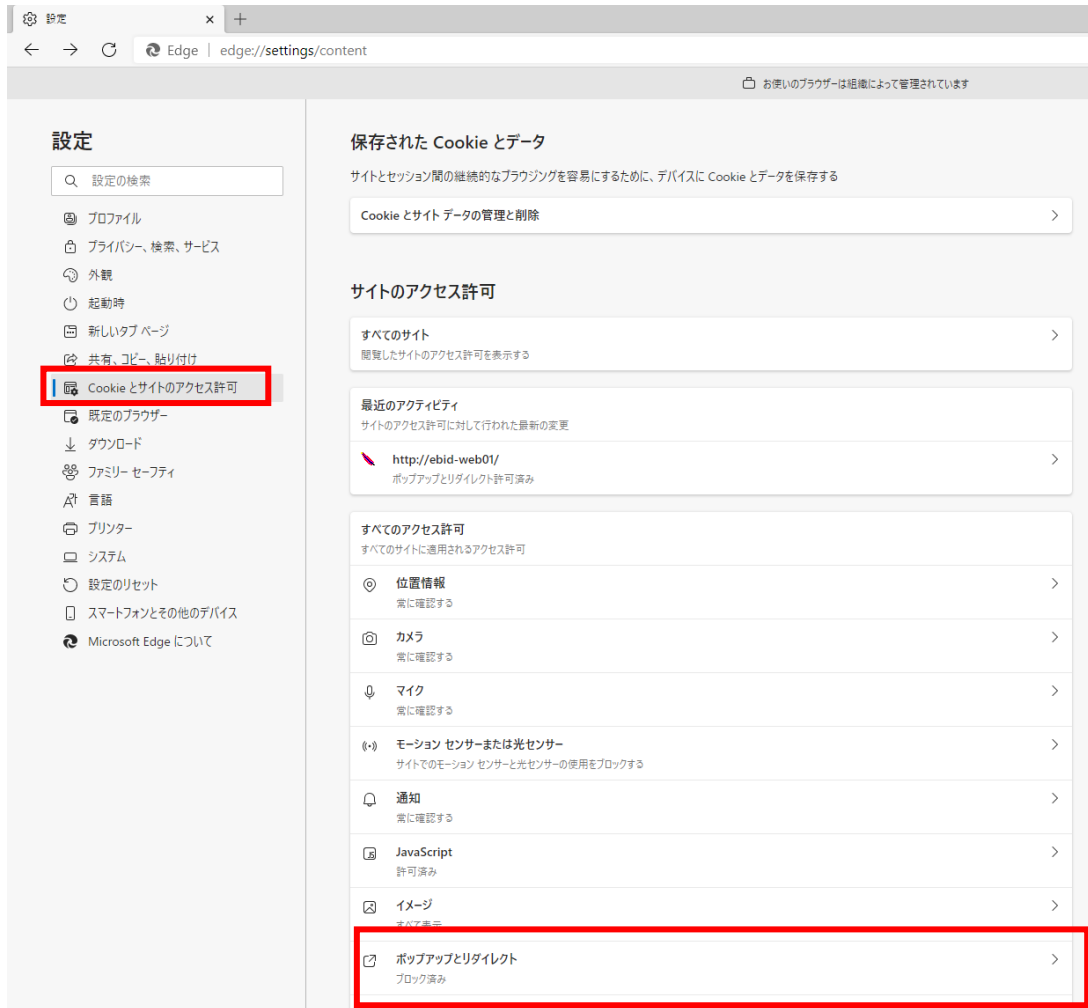 設定
Edge | edge://settings/content
お使いのブラウザーは組織によって管理されています
設定
設定の検索
プロファイル
プライバシー、検索、サービス
外観
起動時
新しいタブ ページ
共有、コピー、貼り付け
Cookie とサイトのアクセス許可
既定のブラウザー
ダウンロード
ファミリー セーフティ
言語
プリンター
システム
設定のリセット
スマートフォンとその他のデバイス
Microsoft Edge について
保存された Cookie とデータ
サイトとセッション間の継続的なブラウジングを容易にするために、デバイスに Cookie とデータを保存する
Cookie とサイト データの管理と削除
サイトのアクセス許可
すべてのサイト
閲覧したサイトのアクセス許可を表示する
最近のアクティビティ
サイトのアクセス許可に対して行われた最新の変更
http://ebid-web01/
ポップアップとリダイレクト許可済み
すべてのアクセス許可
すべてのサイトに適用されるアクセス許可
位置情報
常に確認する
カメラ
常に確認する
マイク
常に確認する
モーション センサーまたは光センサー
サイトでのモーション センサーと光センサーの使用をブロックする
通知
常に確認する
JavaScript
許可済み
イメージ
すべて表示
ポップアップとリダイレクト
ブロック済み